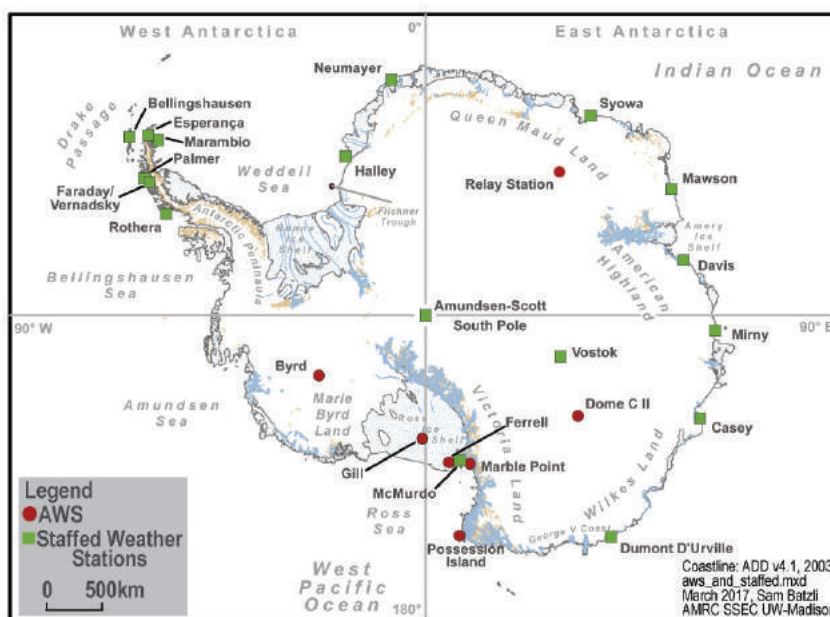 West Antarctica
0°
East Antarctica
Indian Ocean
Neumayer
Syowa
Drake
Passage
Bellingshausen
Esperança
Marambio
Palmer
Faraday/
Vernadsky
Rothera
Weddell
Sea
Halley
Filchner
Trough
Queen Maud Land
Relay Station
Mawson
Amery
Ice
Shelf
Davis
American
Highland
Antarctic Peninsula
Ronne
Ice
Shelf
Bellingshausen
Sea
Amundsen-Scott
South Pole
90° W
90° E
Mirny
Vostok
Byrd
Marie
Byrd
Land
Amundsen
Sea
Ross
Ice
Shelf
Victoria Land
Ferrell
Dome C II
Casey
Gill
Marble Point
McMurdo
Wilkes Land
Ross
Sea
George V Coast
Possession
Island
Dumont D'Urville
West
Pacific
Ocean
180°
Legend
AWS
Staffed Weather
Stations
0 500km
Coastline: ADD v4.1, 2003
aws_and_staffed.mxd
March 2017, Sam Batzli
AMRC SSEC UW-Madison